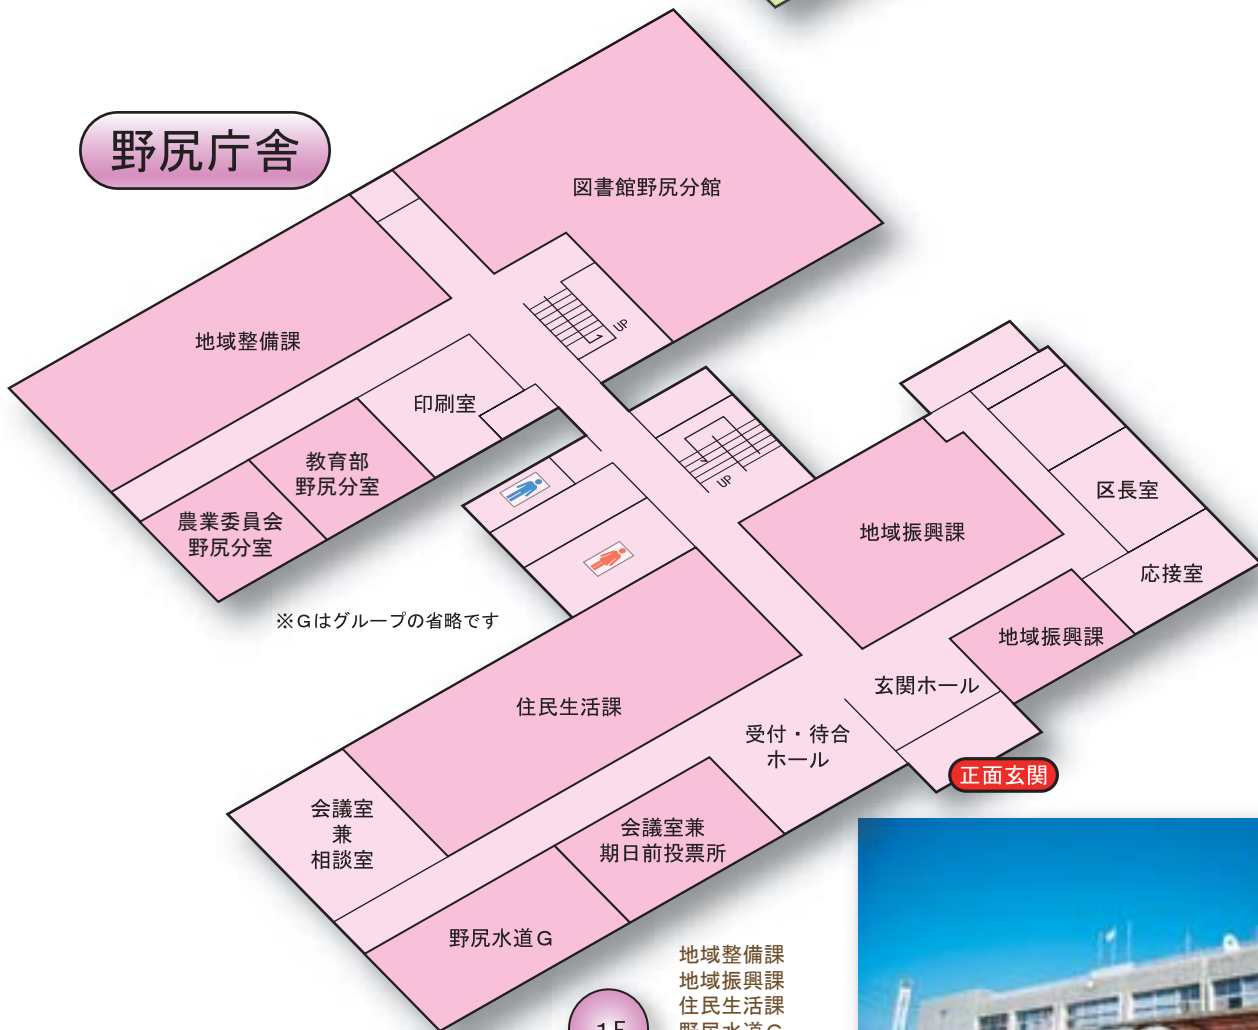 野尻庁舎
図書館野尻分館
地域整備課
UP
印刷室
教育部
野尻分室
農業委員会
野尻分室
UP
区長室
地域振興課
応接室
地域振興課
※Gはグループの省略です
玄関ホール
住民生活課
受付・待合
ホール
正面玄関
会議室
兼
相談室
会議室兼
期日前投票所
野尻水道G
地域整備課
地域振興課
住民生活課
野尻水道G
1F